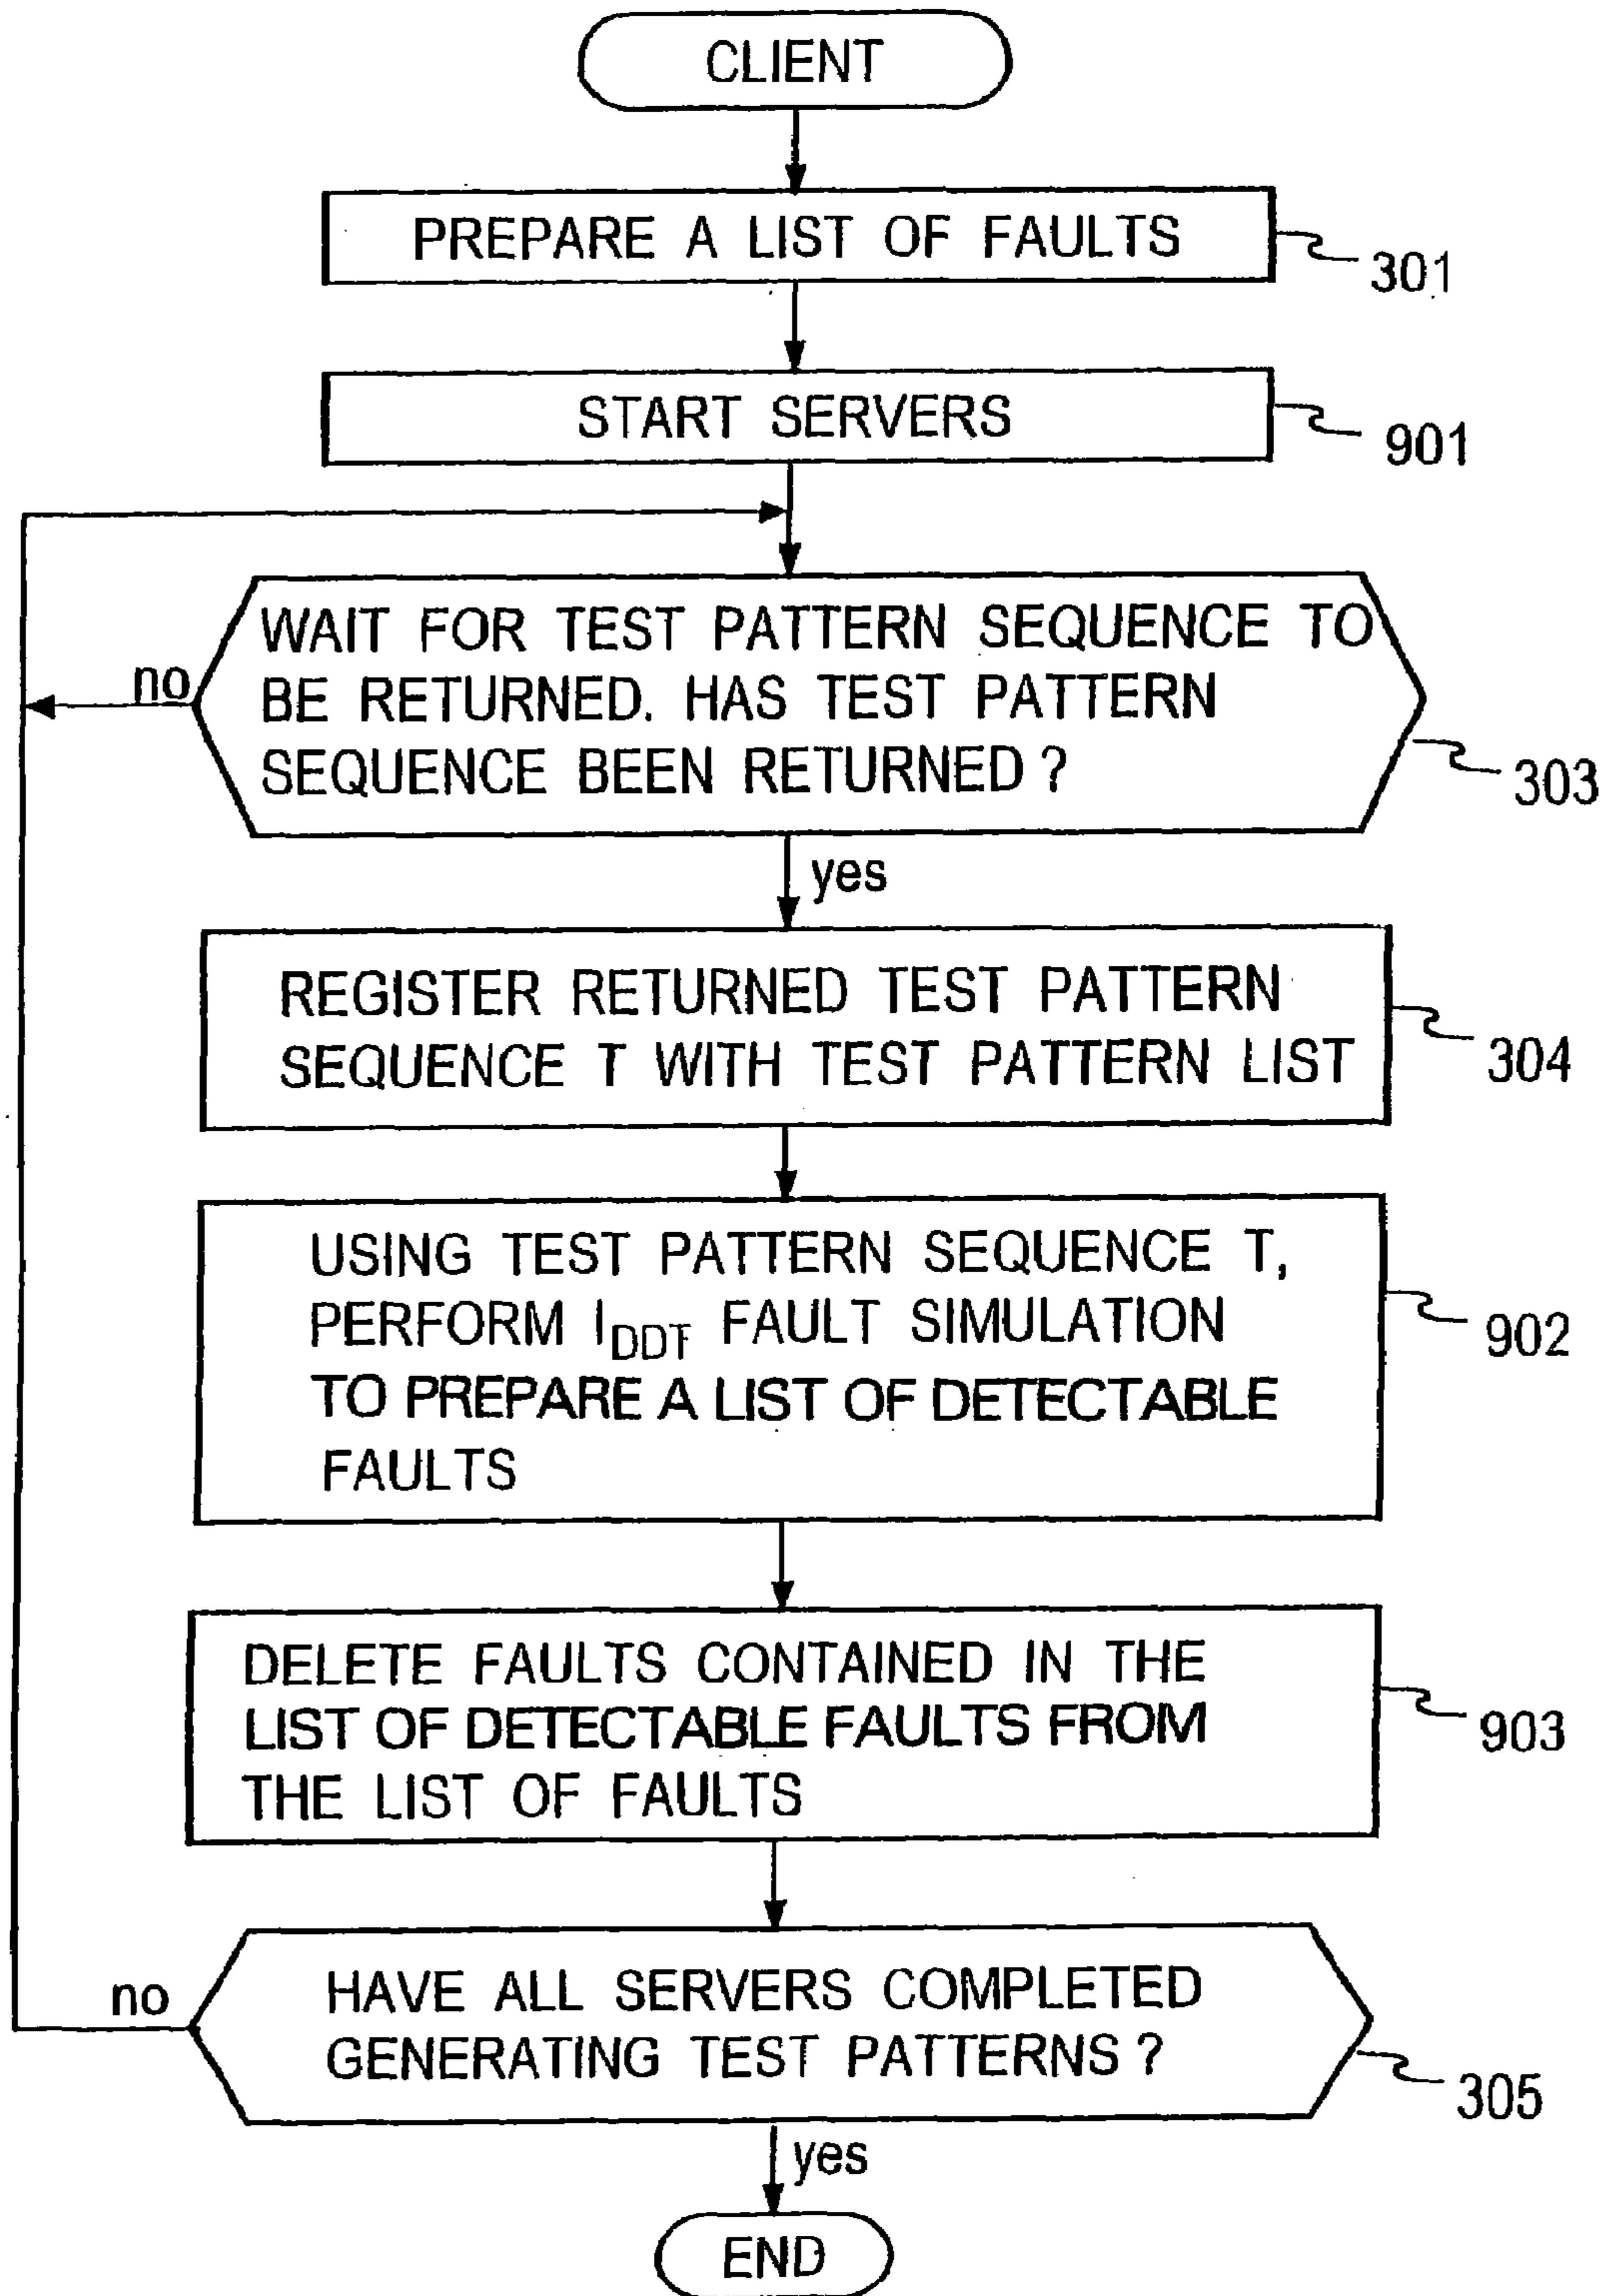 CLIENT
PREPARE A LIST OF FAULTS
301
START SERVERS
901
WAIT FOR TEST PATTERN SEQUENCE TO
BE RETURNED. HAS TEST PATTERN
SEQUENCE BEEN RETURNED ?
no
303
yes
REGISTER RETURNED TEST PATTERN
SEQUENCE T WITH TEST PATTERN LIST
304
USING TEST PATTERN SEQUENCE T,
PERFORM IDDT FAULT SIMULATION
TO PREPARE A LIST OF DETECTABLE
FAULTS
902
DELETE FAULTS CONTAINED IN THE
LIST OF DETECTABLE FAULTS FROM
THE LIST OF FAULTS
903
no
HAVE ALL SERVERS COMPLETED
GENERATING TEST PATTERNS ?
305
yes
END